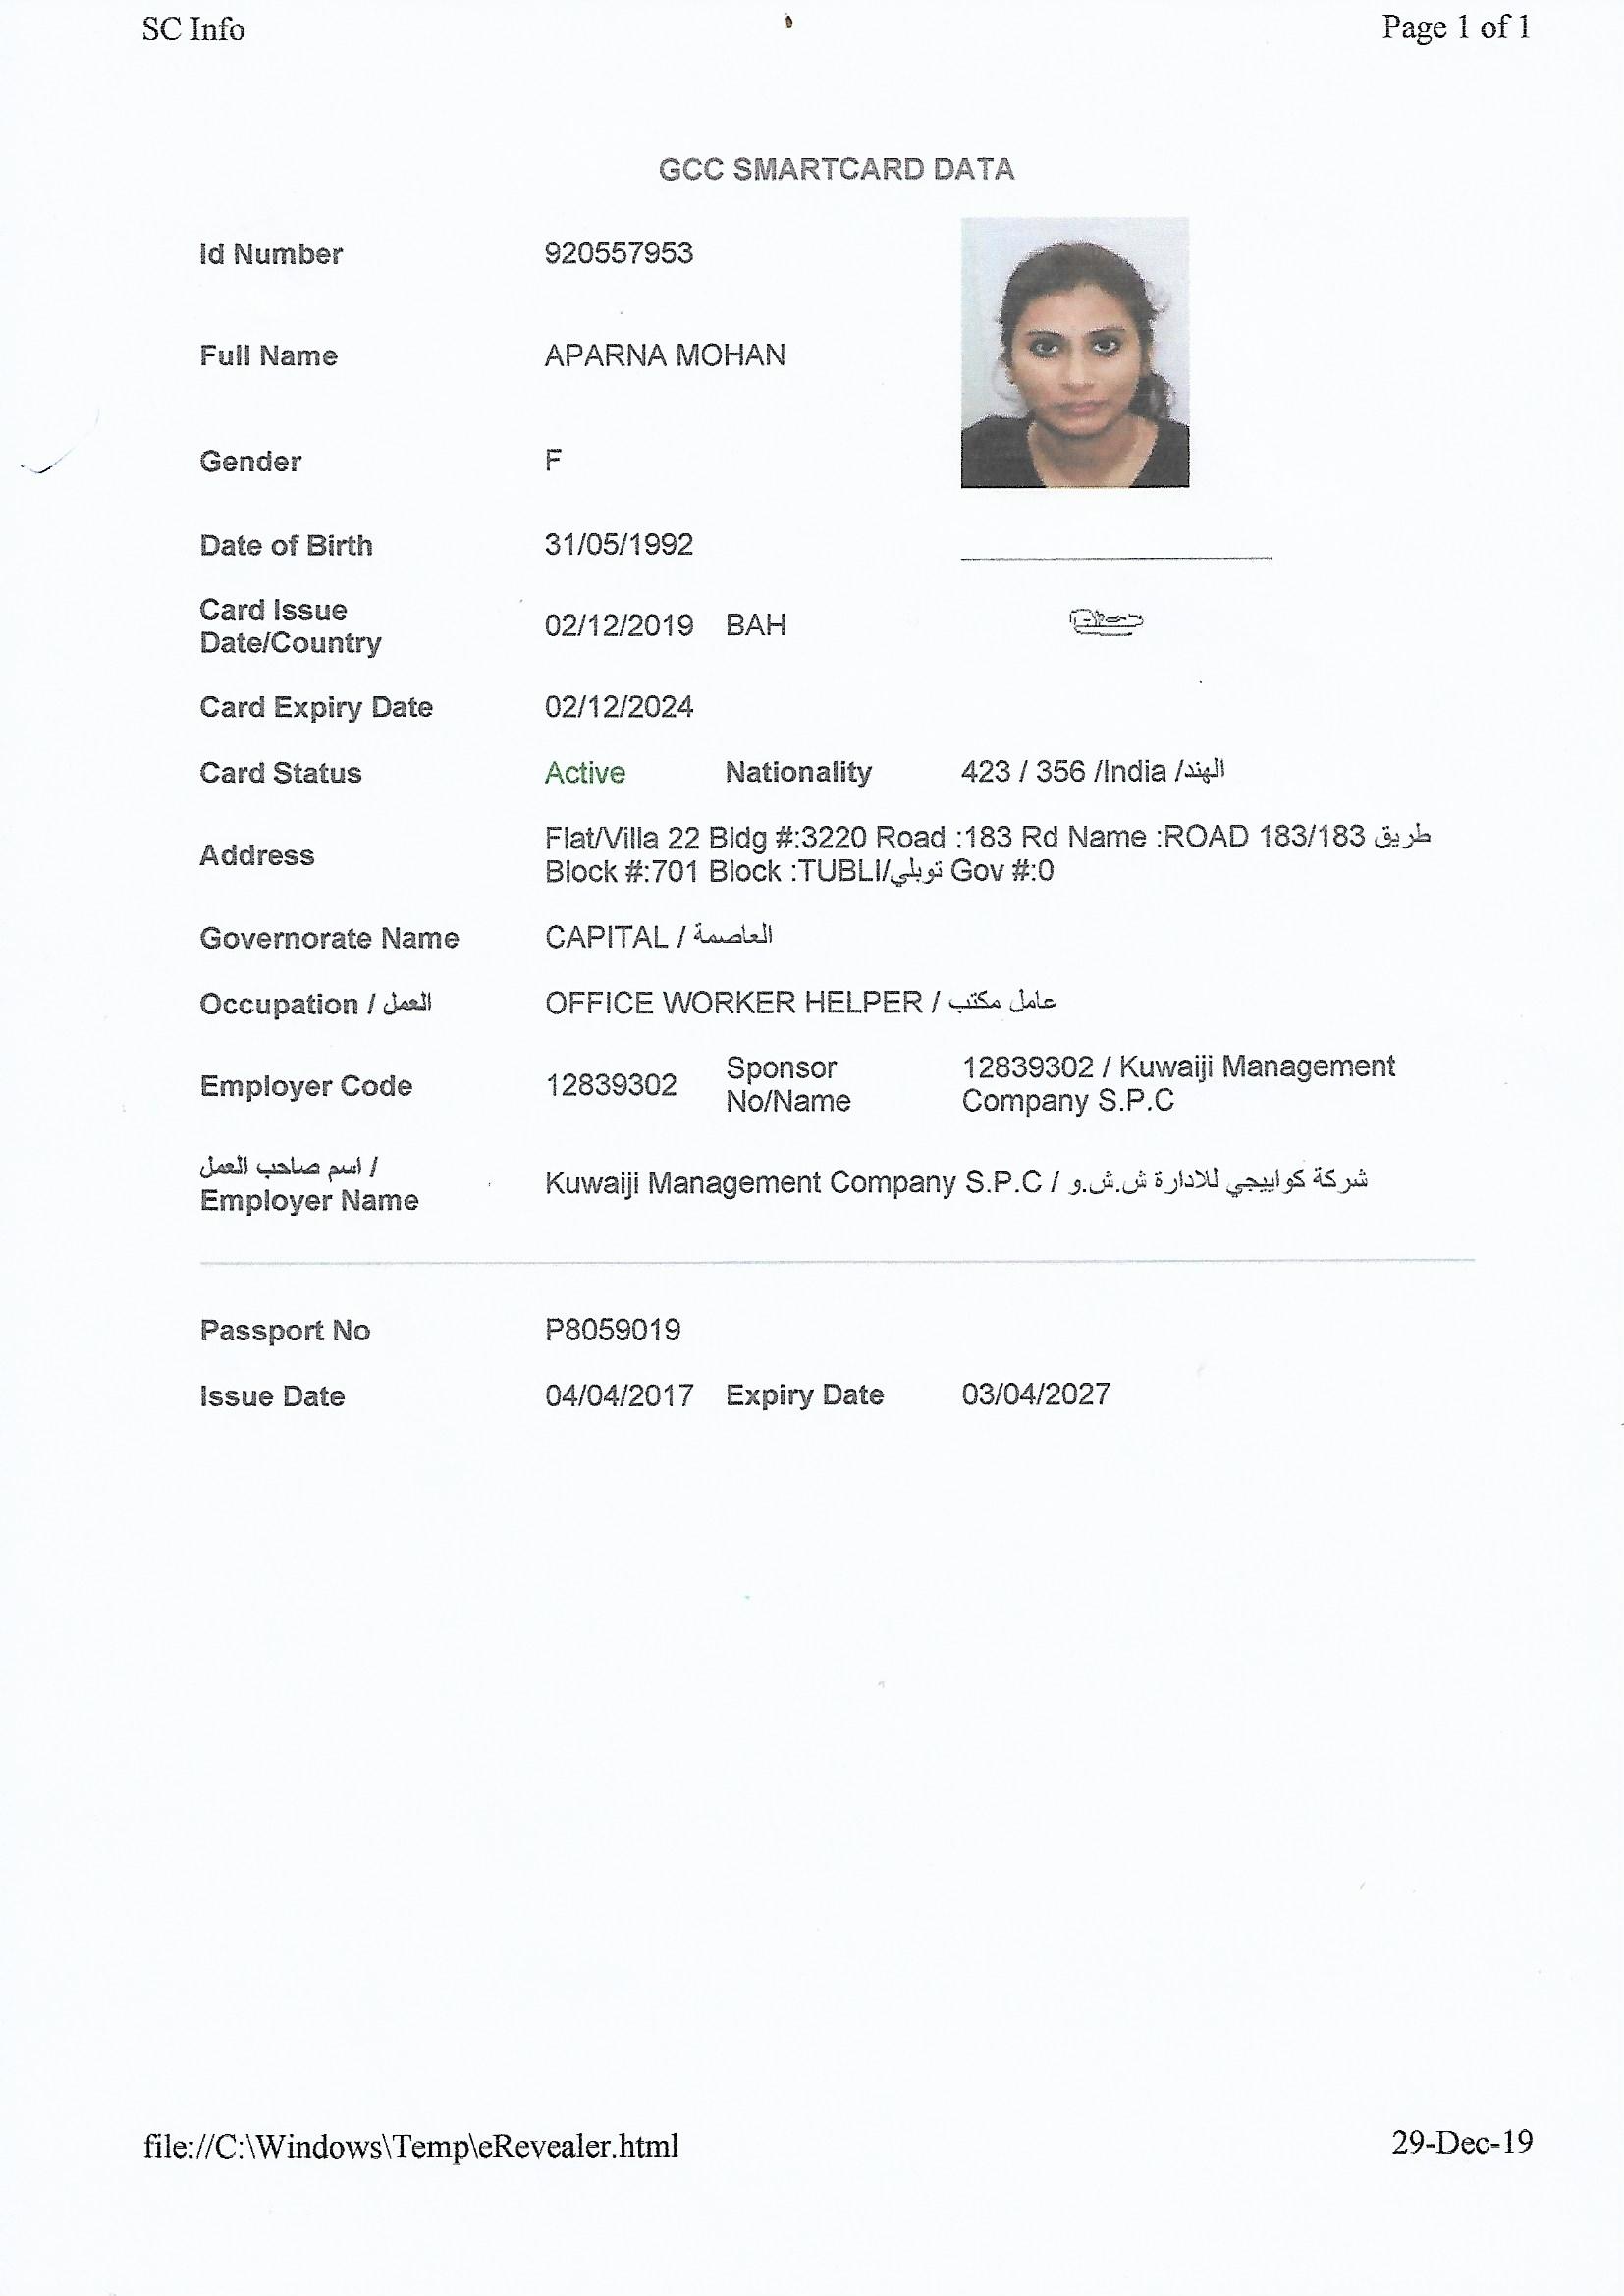 SC Info
Page 1 of 1
GCC SMARTCARD DATA
Id Number 920557953
Full Name APARNA MOHAN
Gender F
Date of Birth 31/05/1992
Card Issue
Date/Country 02/12/2019 BAH
Card Expiry Date 02/12/2024
Card Status Active Nationality 423 / 356 /India /الهند
Address Flat/Villa 22 Bldg #:3220 Road :183 Rd Name :ROAD 183/183 طريق
Block #:701 Block :TUBLI/توبلي Gov #:0
Governorate Name CAPITAL / العاصمة
Occupation / العمل OFFICE WORKER HELPER / عامل مكتب
Employer Code 12839302 Sponsor No/Name 12839302 / Kuwaiji Management
Company S.P.C
اسم صاحب العمل /
Employer Name Kuwaiji Management Company S.P.C / شركة كواييجي للادارة ش.ش.و
Passport No P8059019
Issue Date 04/04/2017 Expiry Date 03/04/2027
file://C:\Windows\Temp\eRevealer.html
29-Dec-19